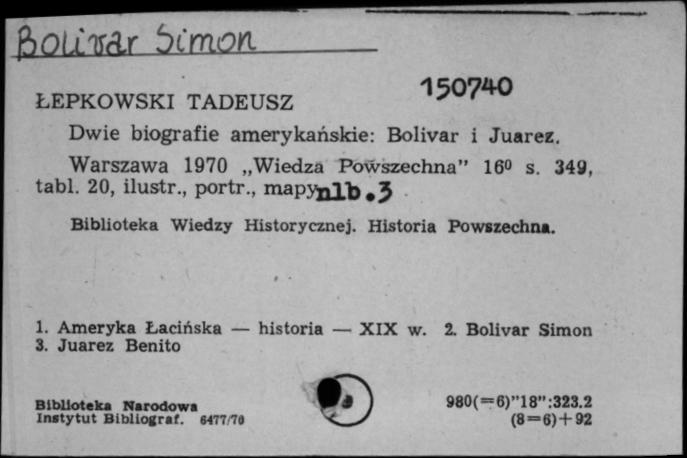 Bolivar Simon
150740
ŁEPKOWSKI TADEUSZ
Dwie biografie amerykańskie: Bolivar i Juarez.
Warszawa 1970 „Wiedza Powszechna” 16⁰ s. 349,
tabl. 20, ilustr., portr., mapy nlb. 3
Biblioteka Wiedzy Historycznej. Historia Powszechna.
1. Ameryka Łacińska — historia — XIX w. 2. Bolivar Simon
3. Juarez Benito
Biblioteka Narodowa
Instytut Bibliograf. 6477/70
980(=6)”18”:323.2
(8=6)+92